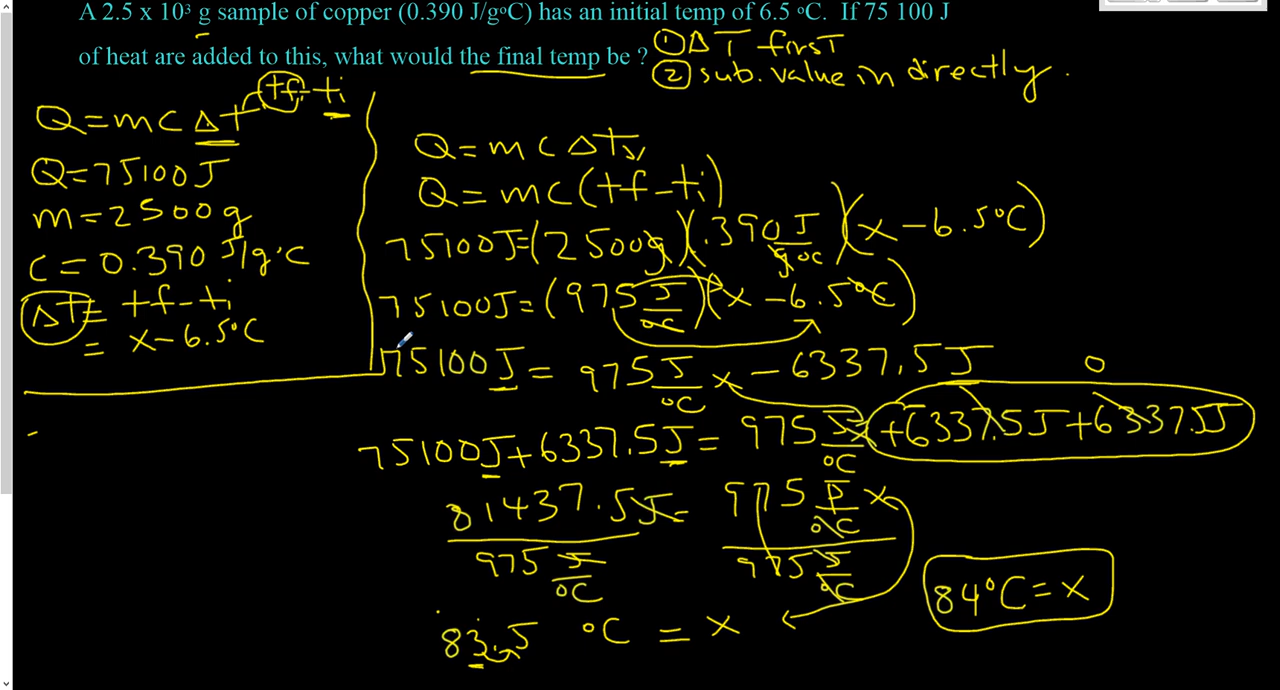 A 2.5 x 10³ g sample of copper (0.390 J/gºC) has an initial temp of 6.5 ºC. If 75 100 J
of heat are added to this, what would the final temp be ?
① ΔT first
② sub. value in directly.
Q = mcΔt tf - ti
Q = 75100J
m = 2500g
c = 0.390 J/g°C
ΔT = tf - ti
= x - 6.5°C
Q = mcΔt
Q = mc(tf - ti)
75100J = (2500g)(.390 J/g°C)(x - 6.5°C)
75100J = (975 J/°C)(x - 6.5°C)
75100J = 975 J/°C x - 6337.5J
0
75100J + 6337.5J = 975 J/°C x + 6337.5J + 6337.5J
81437.5J = 975 J/°C x
975 J/°C 975 J/°C
83.5 °C = x
84°C = x